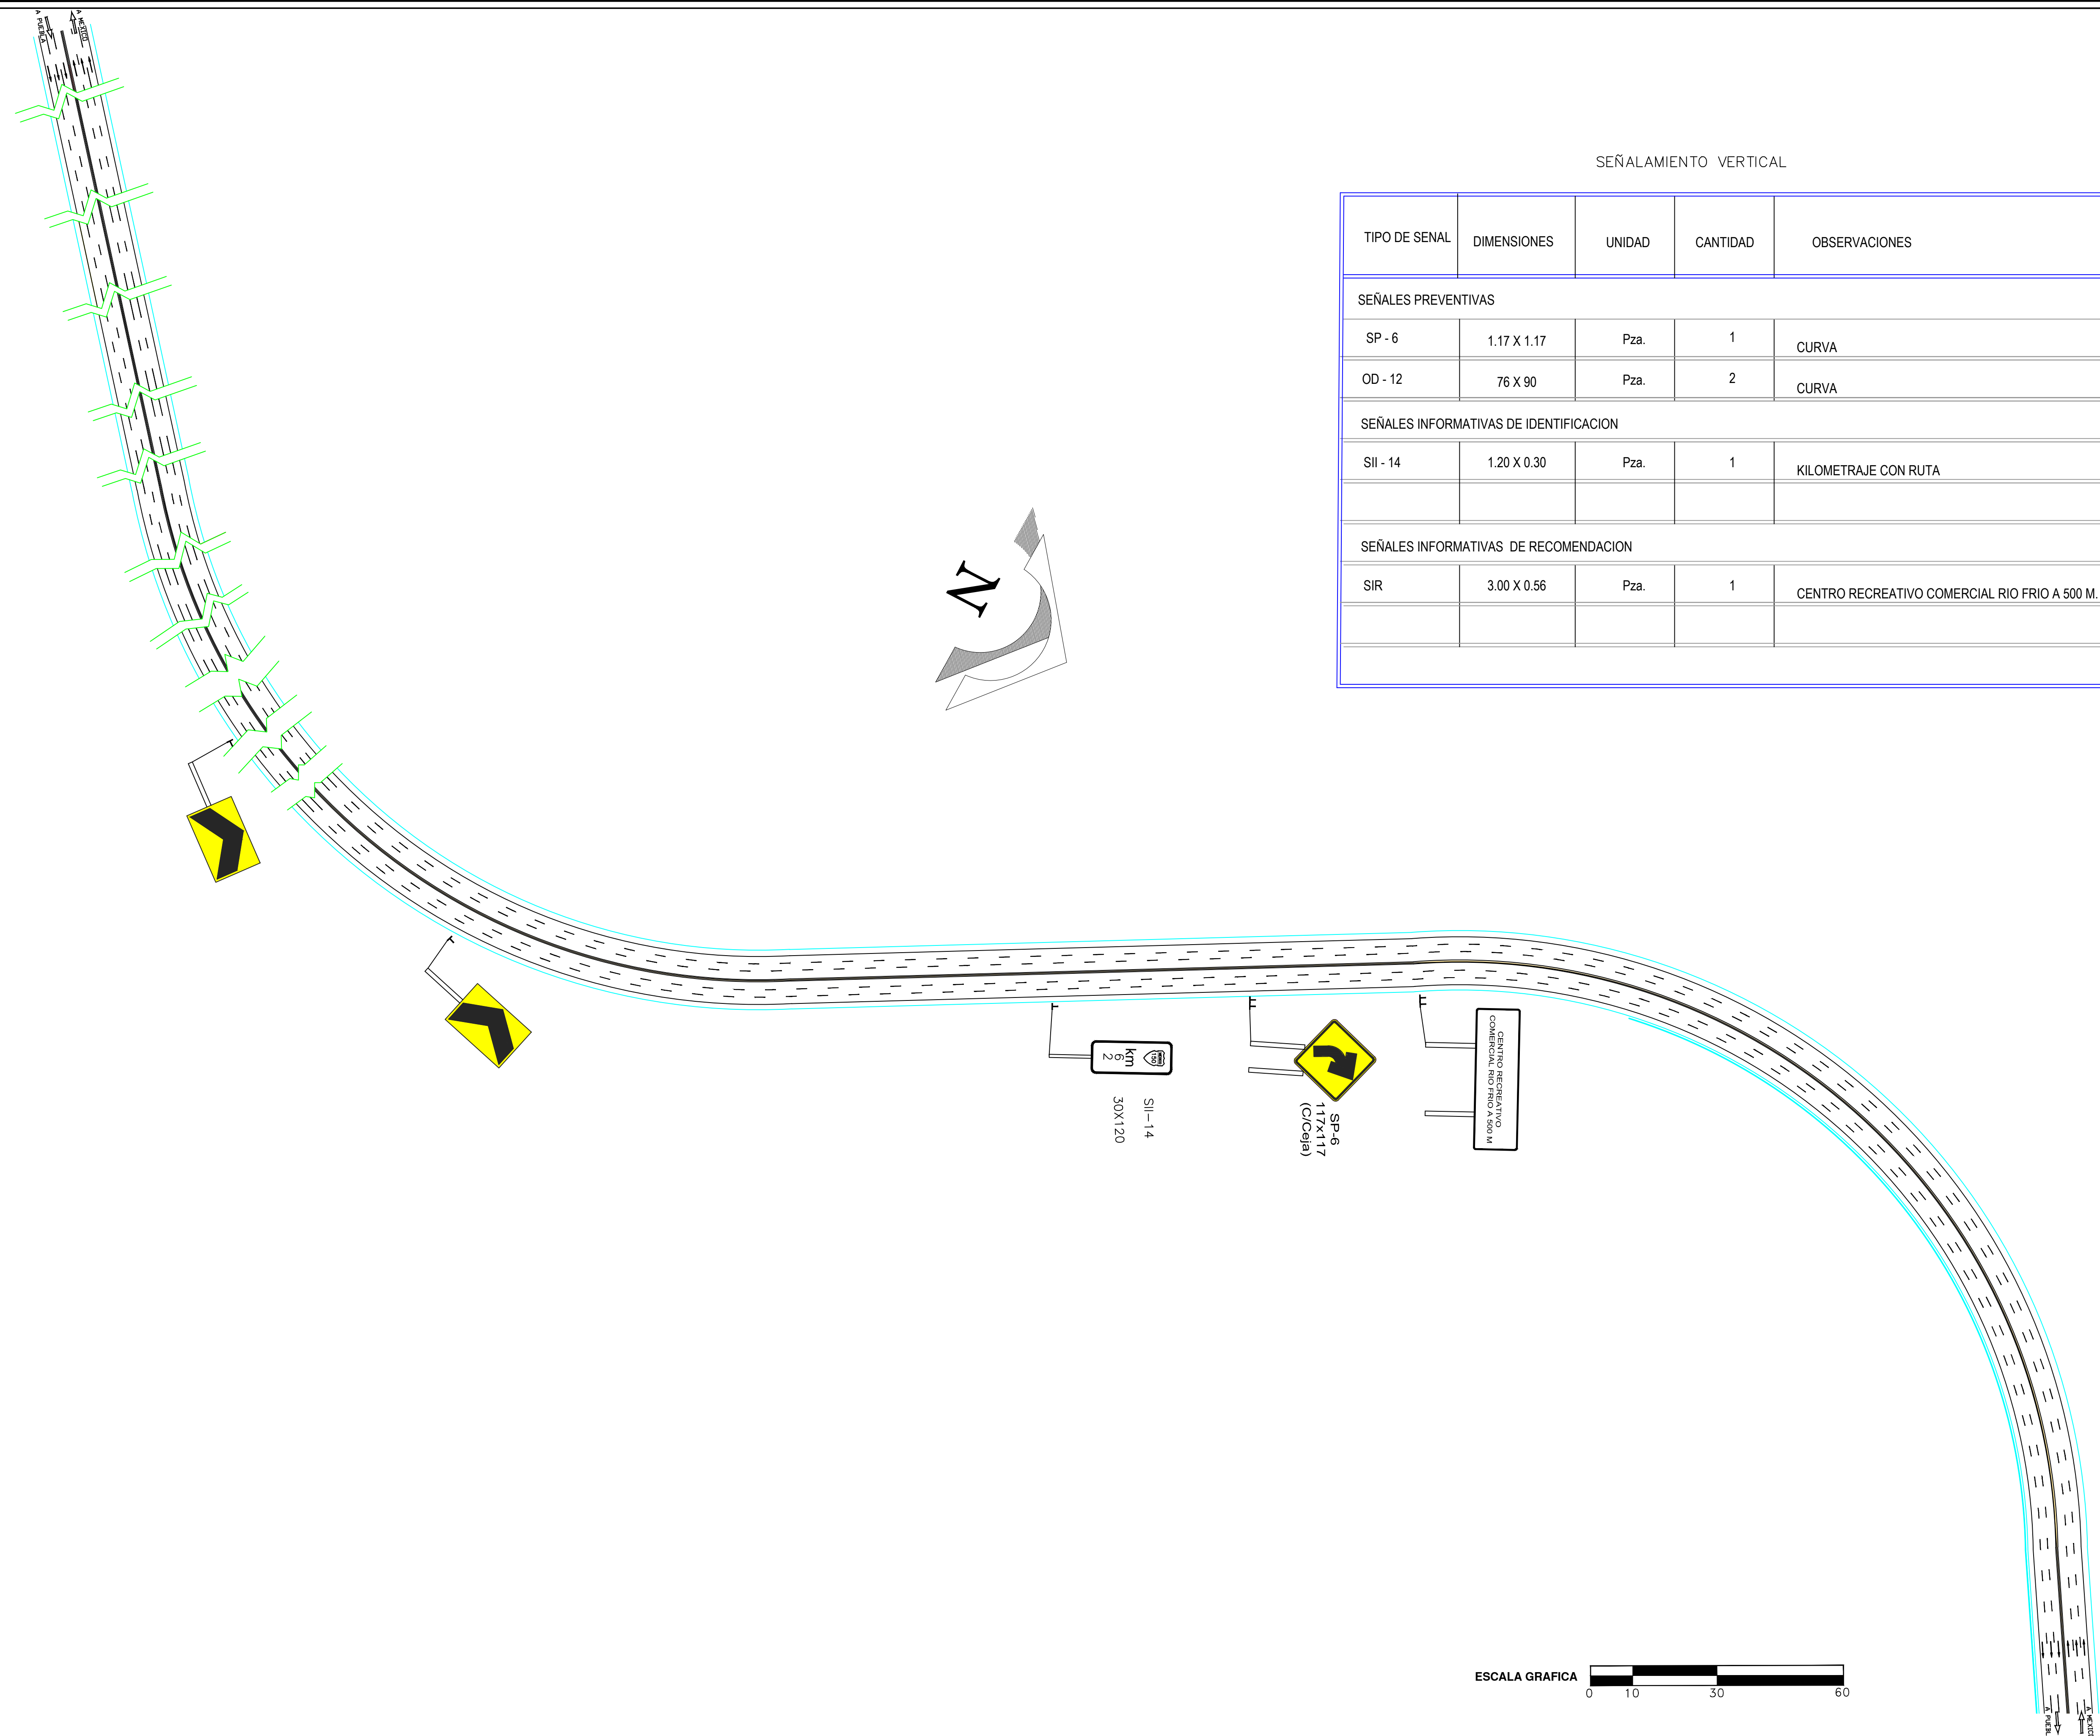 A PUEBLA
A MEXICO
SEÑALAMIENTO VERTICAL
TIPO DE SENAL DIMENSIONES UNIDAD CANTIDAD OBSERVACIONES
SEÑALES PREVENTIVAS
SP - 6 1.17 X 1.17 Pza. 1 CURVA
OD - 12 76 X 90 Pza. 2 CURVA
SEÑALES INFORMATIVAS DE IDENTIFICACION
SII - 14 1.20 X 0.30 Pza. 1 KILOMETRAJE CON RUTA
SEÑALES INFORMATIVAS DE RECOMENDACION
SIR 3.00 X 0.56 Pza. 1 CENTRO RECREATIVO COMERCIAL RIO FRIO A 500 M.
N
150
km
6
2
SII-14
30X120
SP-6
117x117
(C/Ceja)
CENTRO RECREATIVO
COMERCIAL RIO FRIO A 500 M
ESCALA GRAFICA
0 10 30 60